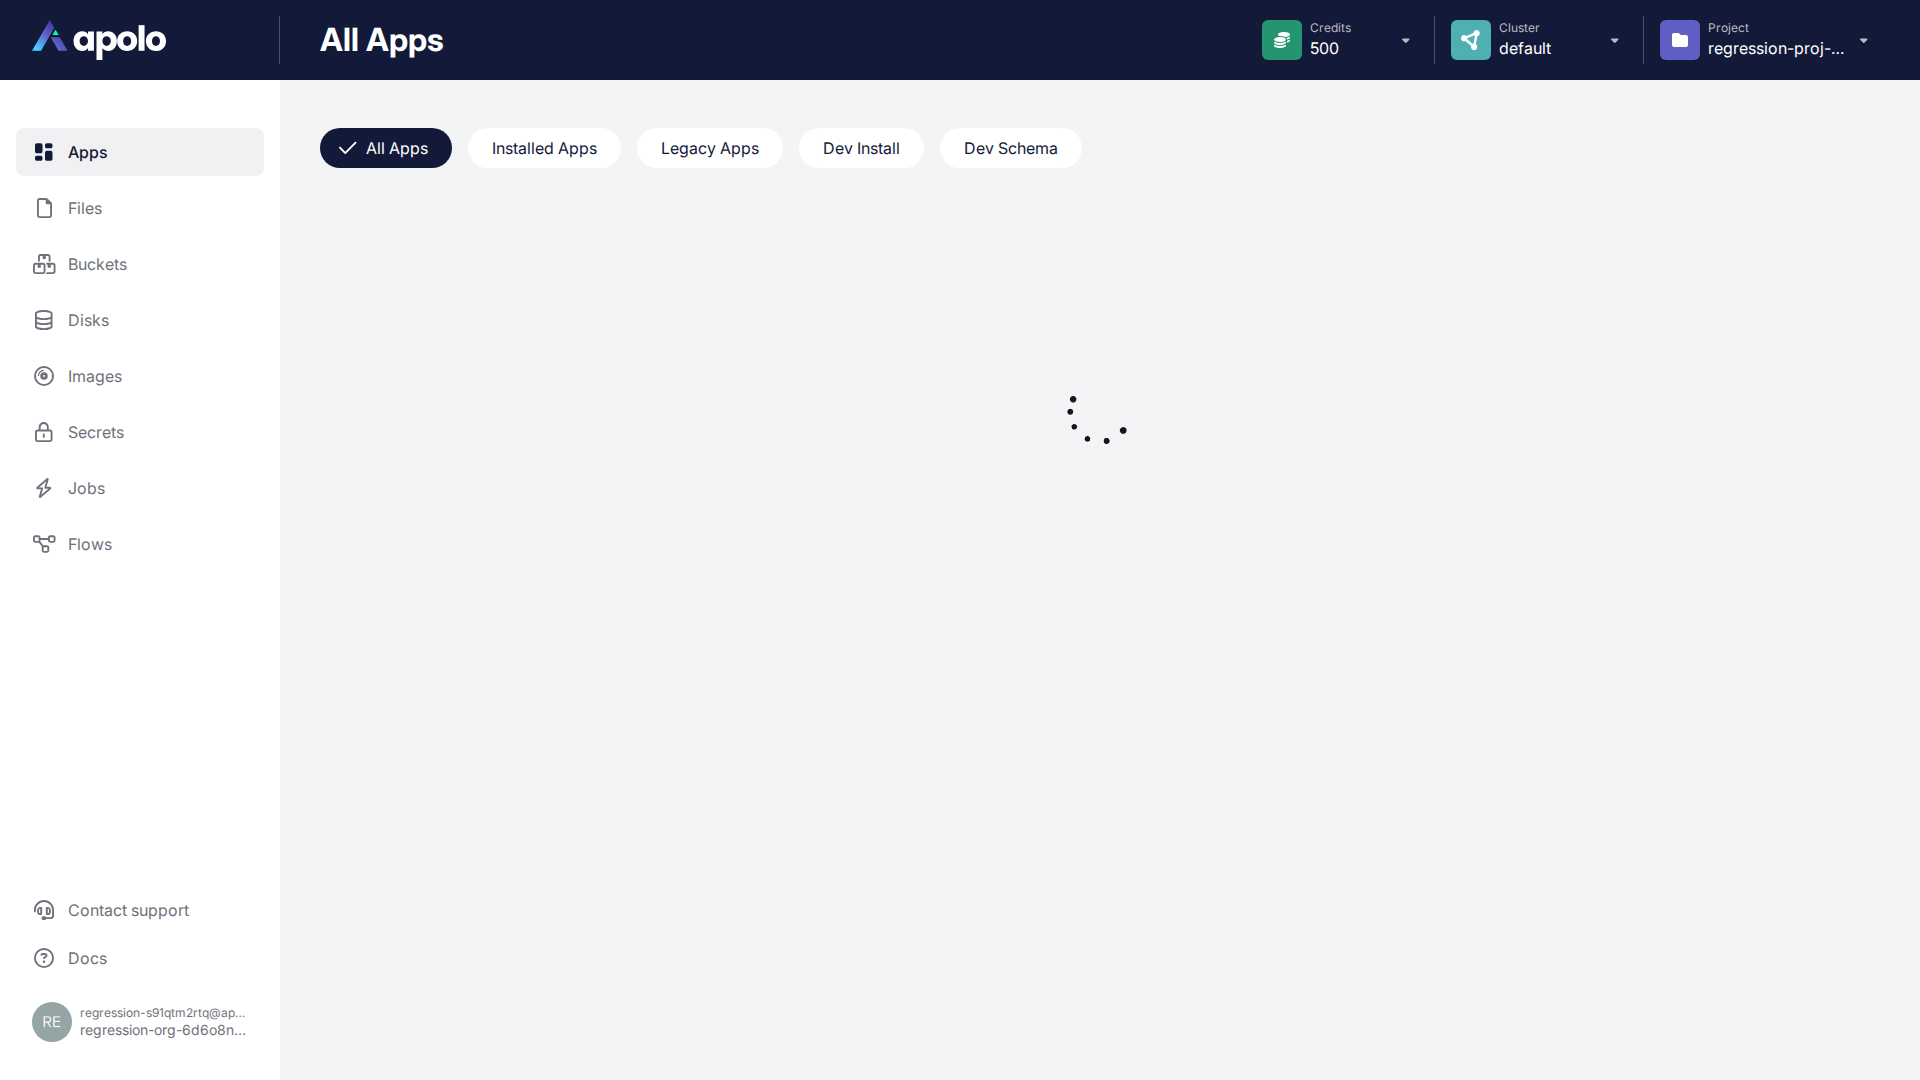 apolo
All Apps
Credits
500
Cluster
default
Project
regression-proj-...
Apps
Files
Buckets
Disks
Images
Secrets
Jobs
Flows
All Apps
Installed Apps
Legacy Apps
Dev Install
Dev Schema
Contact support
Docs
RE
regression-s91qtm2rtq@ap...
regression-org-6d6o8n...